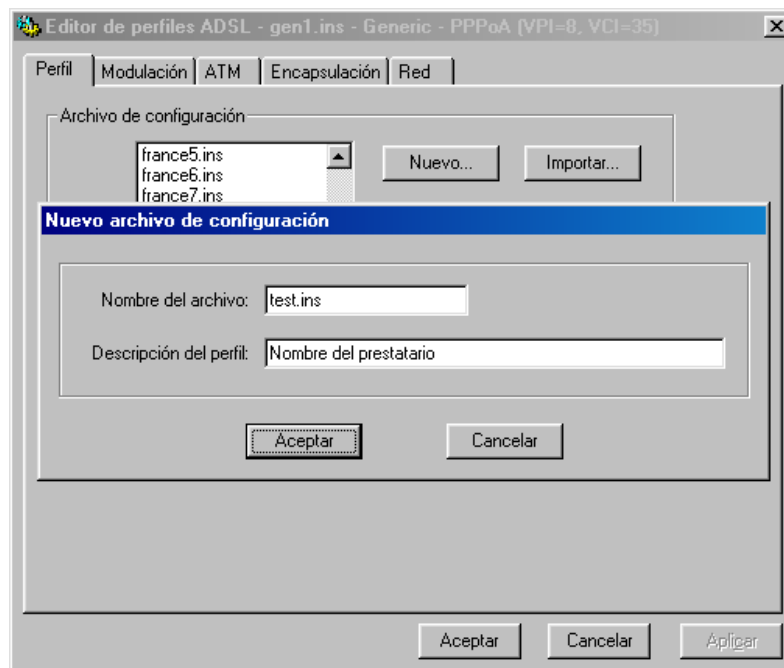 Editor de perfiles ADSL - gen1.ins - Generic - PPPoA (VPI=8, VCI=35)
Perfil Modulación ATM Encapsulación Red
Archivo de configuración
france5.ins
france6.ins
france7.ins
Nuevo... Importar...
Nuevo archivo de configuración
Nombre del archivo: test.ins
Descripción del perfil: Nombre del prestatario
Aceptar Cancelar
Aceptar Cancelar Aplicar